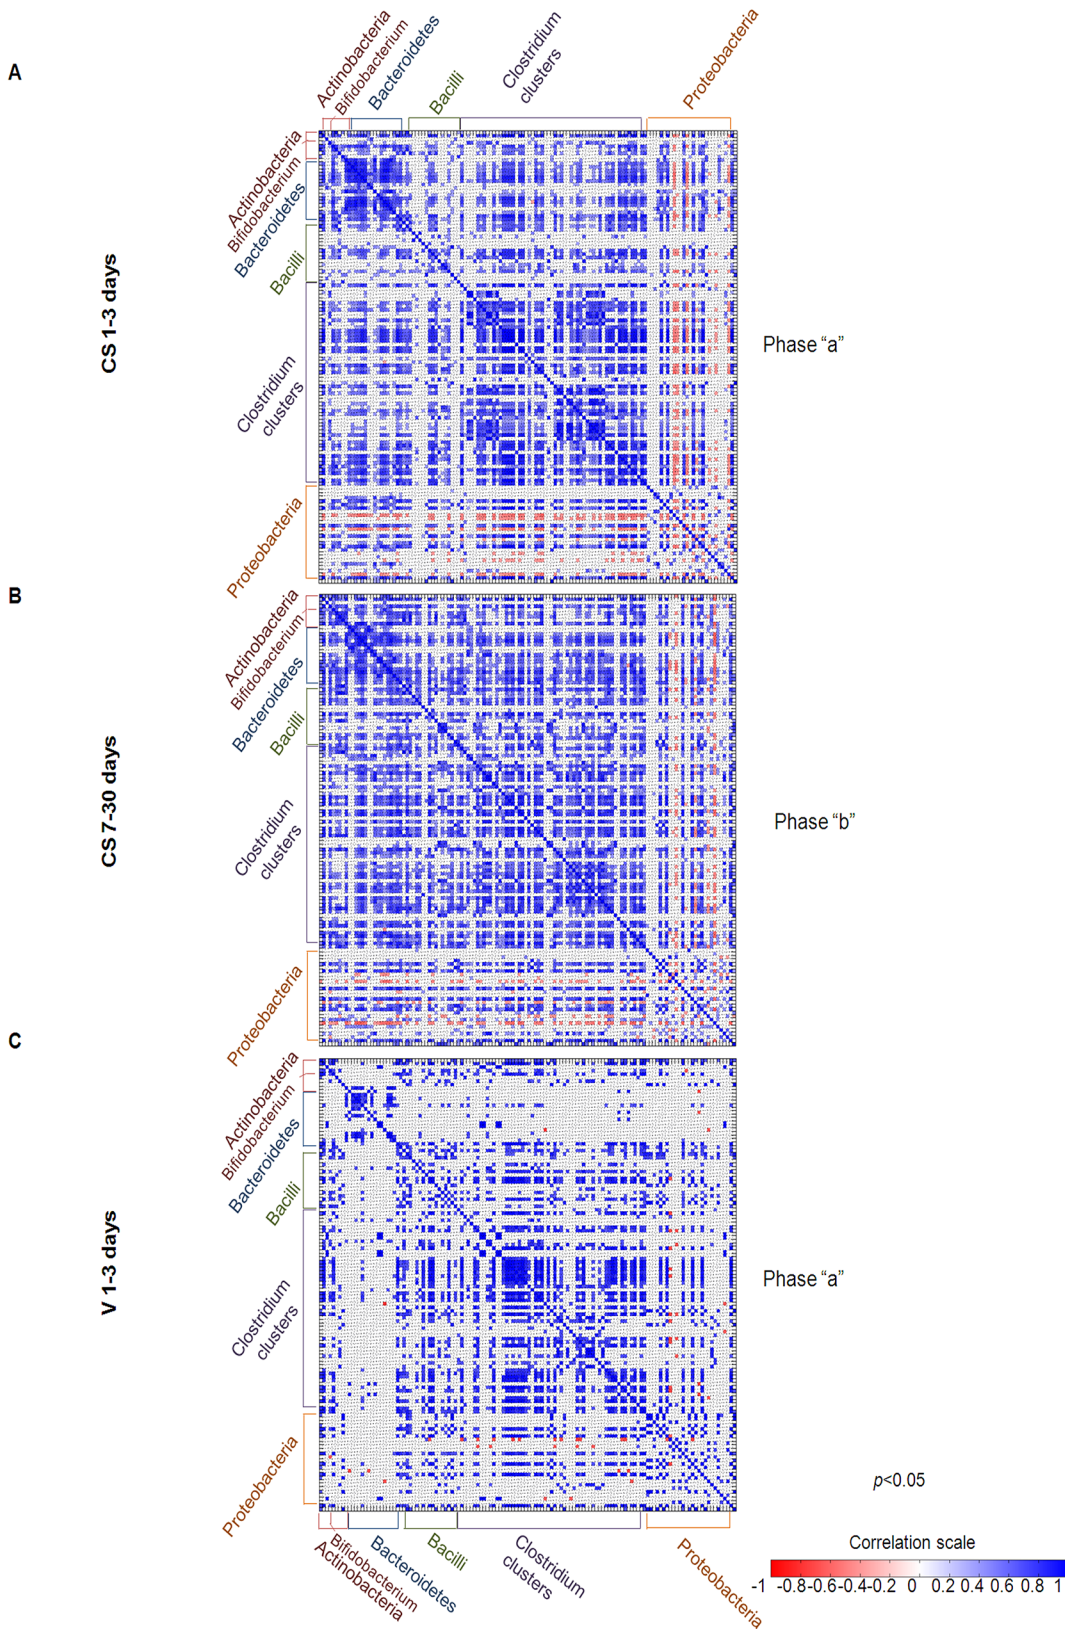 Actinobacteria
Bifidobacterium
Bacteroidetes
Bacilli
Clostridium
clusters
Proteobacteria
A
CS 1-3 days
Actinobacteria
Bifidobacterium
Bacteroidetes
Bacilli
Clostridium
clusters
Proteobacteria
Phase “a”
B
CS 7-30 days
Actinobacteria
Bifidobacterium
Bacteroidetes
Bacilli
Clostridium
clusters
Proteobacteria
Phase “b”
C
V 1-3 days
Actinobacteria
Bifidobacterium
Bacteroidetes
Bacilli
Clostridium
clusters
Proteobacteria
Phase “a”
p<0.05
Actinobacteria
Bifidobacterium
Bacteroidetes
Bacilli
Clostridium
clusters
Proteobacteria
Correlation scale
-1 -0.8-0.6-0.4-0.2 0 0.2 0.4 0.6 0.8 1